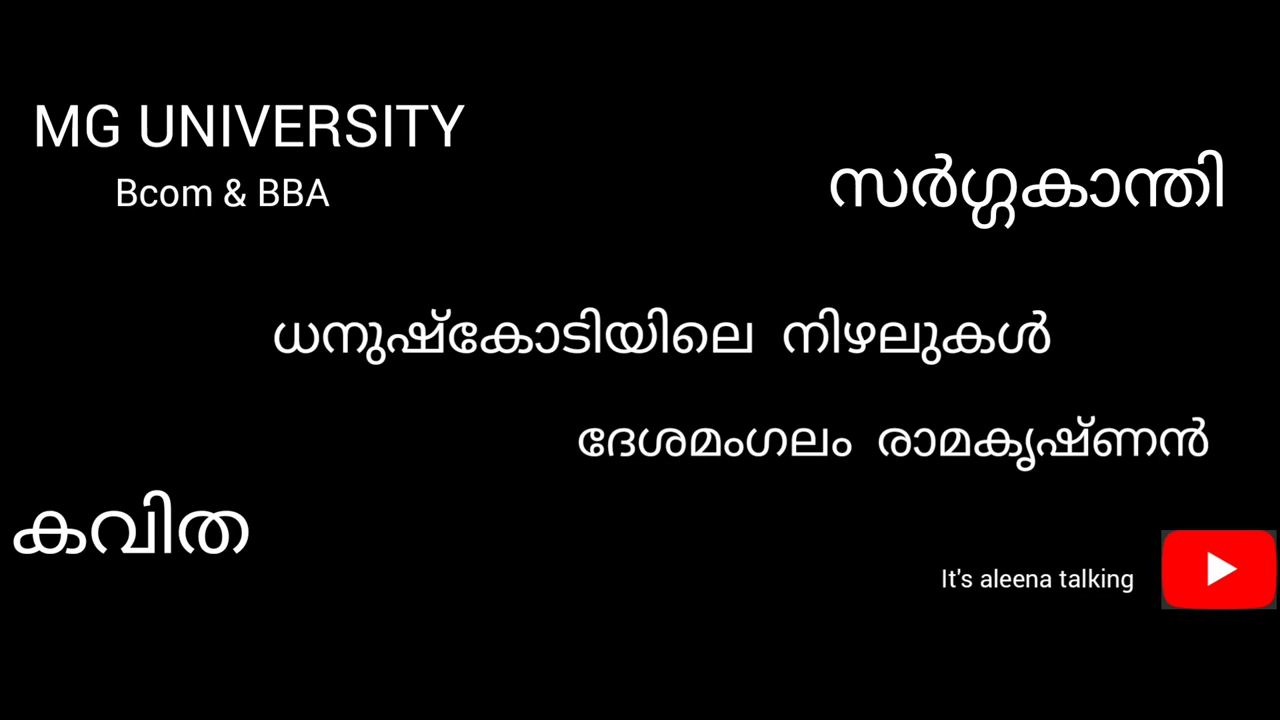 MG UNIVERSITY
Bcom & BBA
സർഗ്ഗകാന്തി
ധനുഷ്കോടിയിലെ നിഴലുകൾ
ദേശമംഗലം രാമകൃഷ്ണൻ
കവിത
It's aleena talking